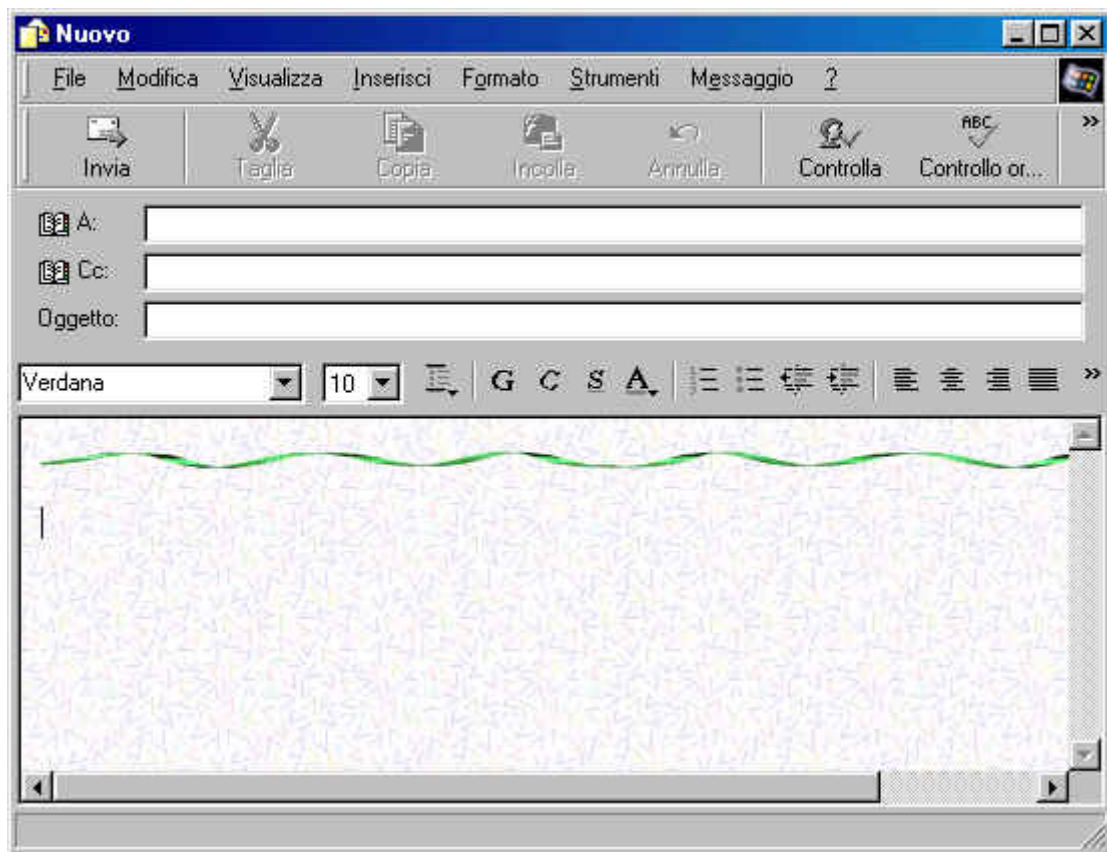 Nuovo
File Modifica Visualizza Inserisci Formato Strumenti Messaggio ?
ABC
Invia Taglia Copia Incolla Annulla Controlla Controllo or...
A:
Cc:
Oggetto:
Verdana 10 G C S A